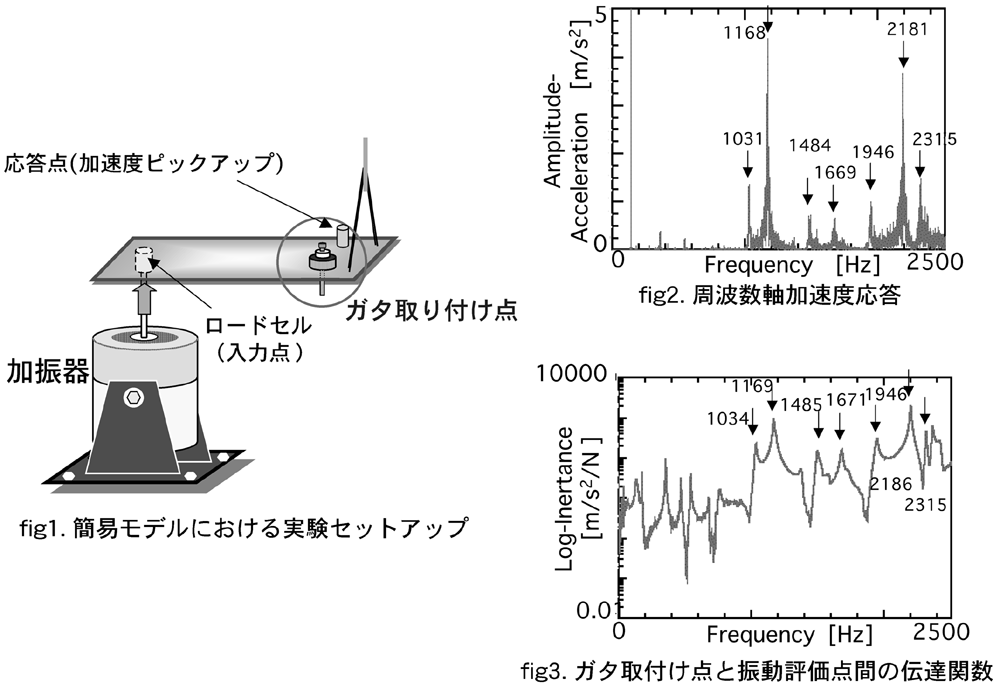 応答点(加速度ピックアップ)
ガタ取り付け点
ロードセル
(入力点)
加振器
fig1. 簡易モデルにおける実験セットアップ
5
1168
2181
1031
1484
1669
1946
2315
Amplitude-
Acceleration [m/s²]
0
0
Frequency [Hz]
2500
fig2. 周波数軸加速度応答
10000
1169
1034
1485
1671
1946
2186
2315
Log-Inertance
[m/s²/N]
0.0
0
Frequency [Hz]
2500
fig3. ガタ取付け点と振動評価点間の伝達関数